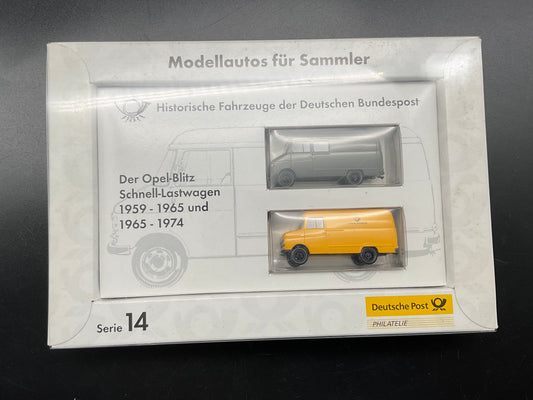 Modellautos für Sammler
Historische Fahrzeuge der Deutschen Bundespost
Der Opel-Blitz
Schnell-Lastwagen
1959 - 1965 und
1965 - 1974
Serie 14
Deutsche Post
PHILATELIE